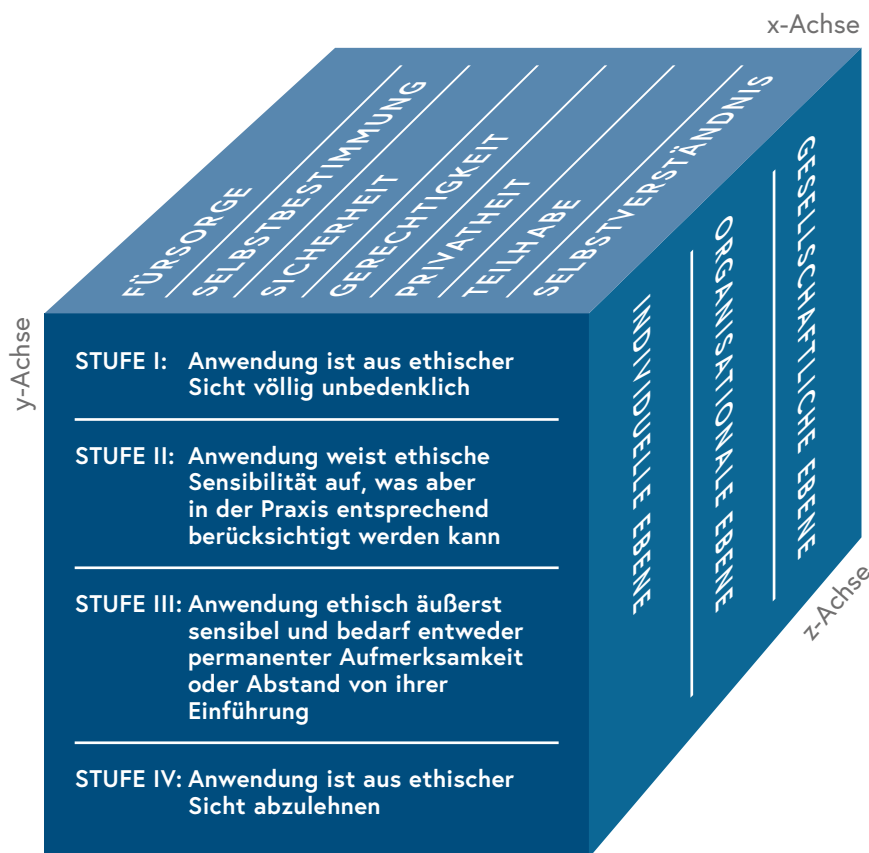 x-Achse
FÜRSORGE
SELBSTBESTIMMUNG
SICHERHEIT
GERECHTIGKEIT
PRIVATHEIT
TEILHABE
SELBSTVERSTÄNDNIS
y-Achse
STUFE I: Anwendung ist aus ethischer
Sicht völlig unbedenklich
STUFE II: Anwendung weist ethische
Sensibilität auf, was aber
in der Praxis entsprechend
berücksichtigt werden kann
STUFE III: Anwendung ethisch äußerst
sensibel und bedarf entweder
permanenter Aufmerksamkeit
oder Abstand von ihrer
Einführung
STUFE IV: Anwendung ist aus ethischer
Sicht abzulehnen
INDIVIDUELLE EBENE
ORGANISATIONALE EBENE
GESELLSCHAFTLICHE EBENE
z-Achse